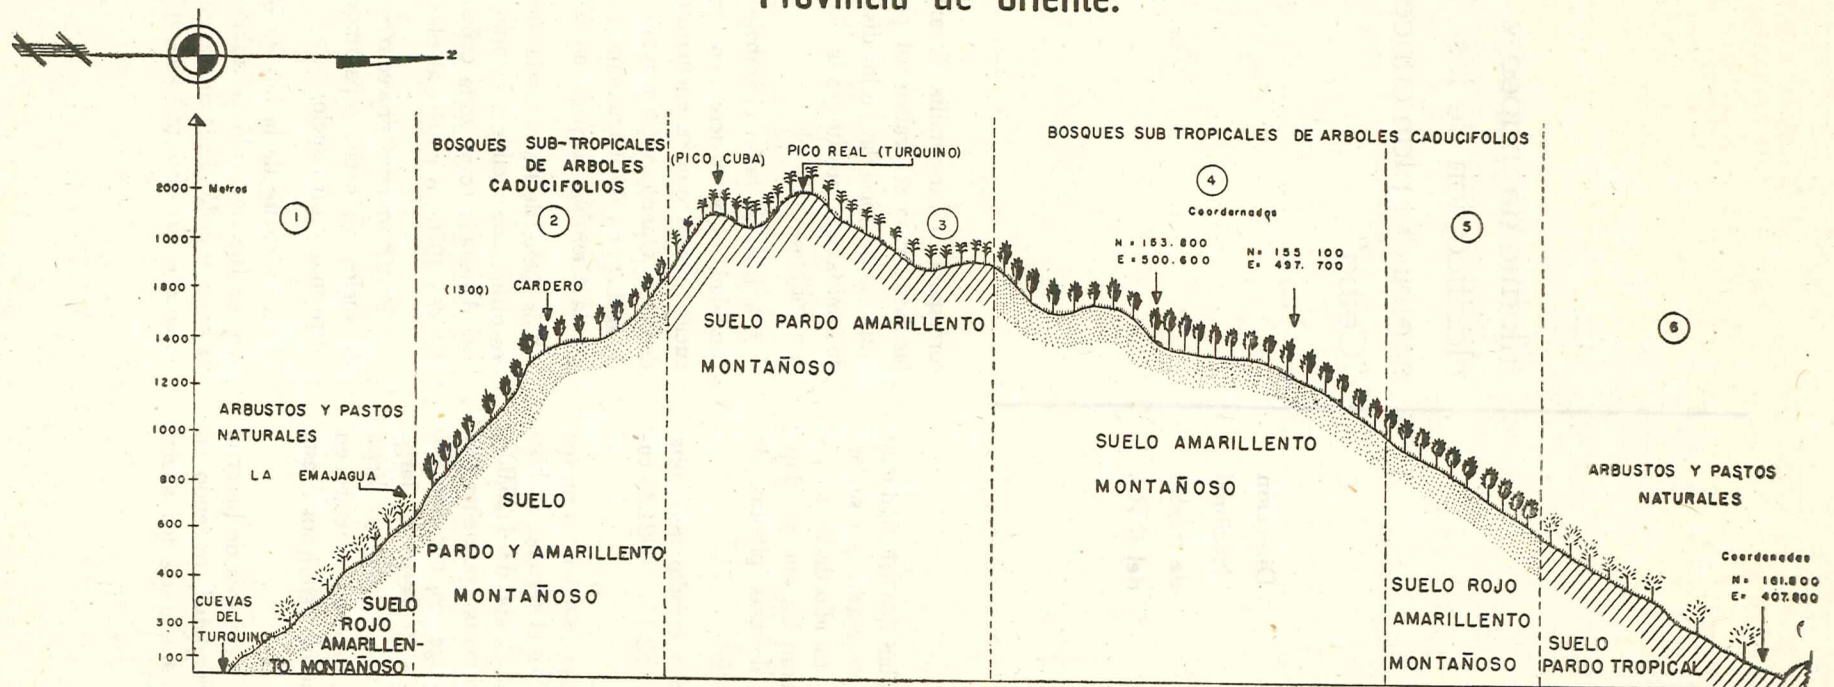 Provincia de Oriente.
N
2000 Metros
1000
1800
1400
1200
1000
800
600
400
300
100
1
ARBUSTOS Y PASTOS
NATURALES
LA EMAJAGUA
CUEVAS
DEL
TURQUINO
SUELO
ROJO
AMARILLEN-
TO. MONTAÑOSO
BOSQUES SUB-TROPICALES
DE ARBOLES
CADUCIFOLIOS
2
(1300) CARDERO
SUELO
PARDO Y AMARILLENTO
MONTAÑOSO
(PICO CUBA)
PICO REAL (TURQUINO)
3
SUELO PARDO AMARILLENTO
MONTAÑOSO
BOSQUES SUB TROPICALES DE ARBOLES CADUCIFOLIOS
4
Coordernadas
N = 153.800
E = 500.600
N= 155 100
E= 497. 700
SUELO AMARILLENTO
MONTAÑOSO
5
SUELO ROJO
AMARILLENTO
MONTAÑOSO
6
ARBUSTOS Y PASTOS
NATURALES
Coordenadas
N= 161.800
E= 407.800
SUELO
PARDO TROPICAL